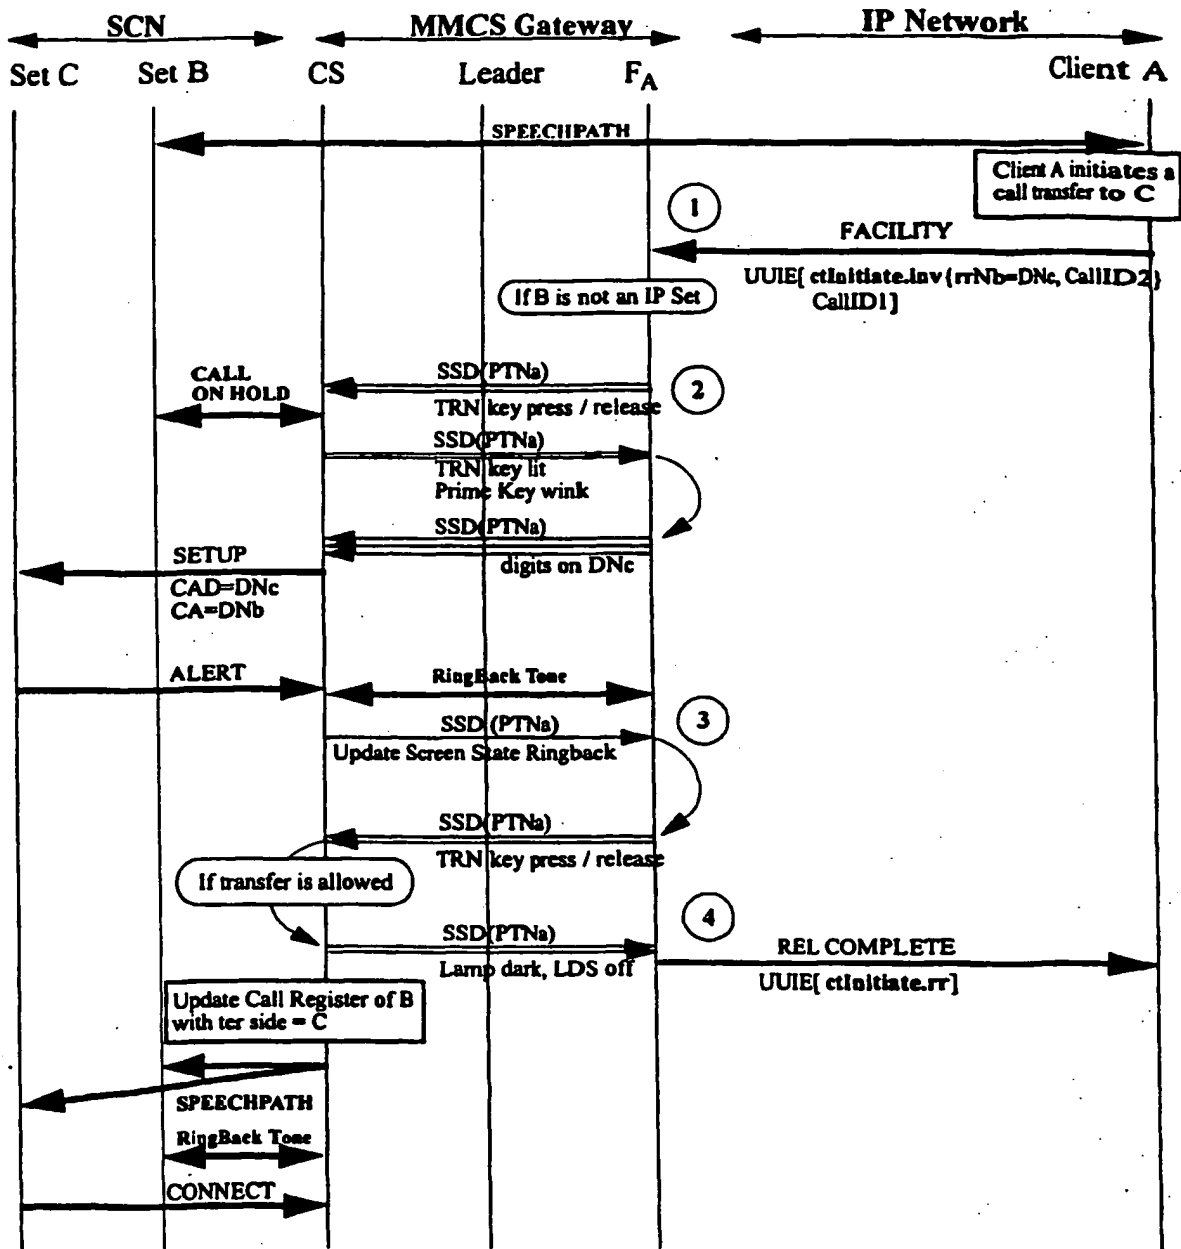 SCN
MMCS Gateway
IP Network
Set C
Set B
CS
Leader
FA
Client A
SPEECHPATH
Client A initiates a
call transfer to C
1
FACILITY
UUIE[ ctInitiate.inv{rrNb=DNc, CallID2}
CallID1]
If B is not an IP Set
SSD(PTNa)
2
CALL
ON HOLD
TRN key press / release
SSD(PTNa)
TRN key lit
Prime Key wink
SSD(PTNa)
digits on DNc
SETUP
CAD=DNc
CA=DNb
ALERT
RingBack Tone
3
SSD (PTNa)
Update Screen State Ringback
SSD(PTNa)
TRN key press / release
If transfer is allowed
4
SSD(PTNa)
Lamp dark, LDS off
REL COMPLETE
UUIE[ ctInitiate.rr]
Update Call Register of B
with ter side = C
SPEECHPATH
RingBack Tone
CONNECT